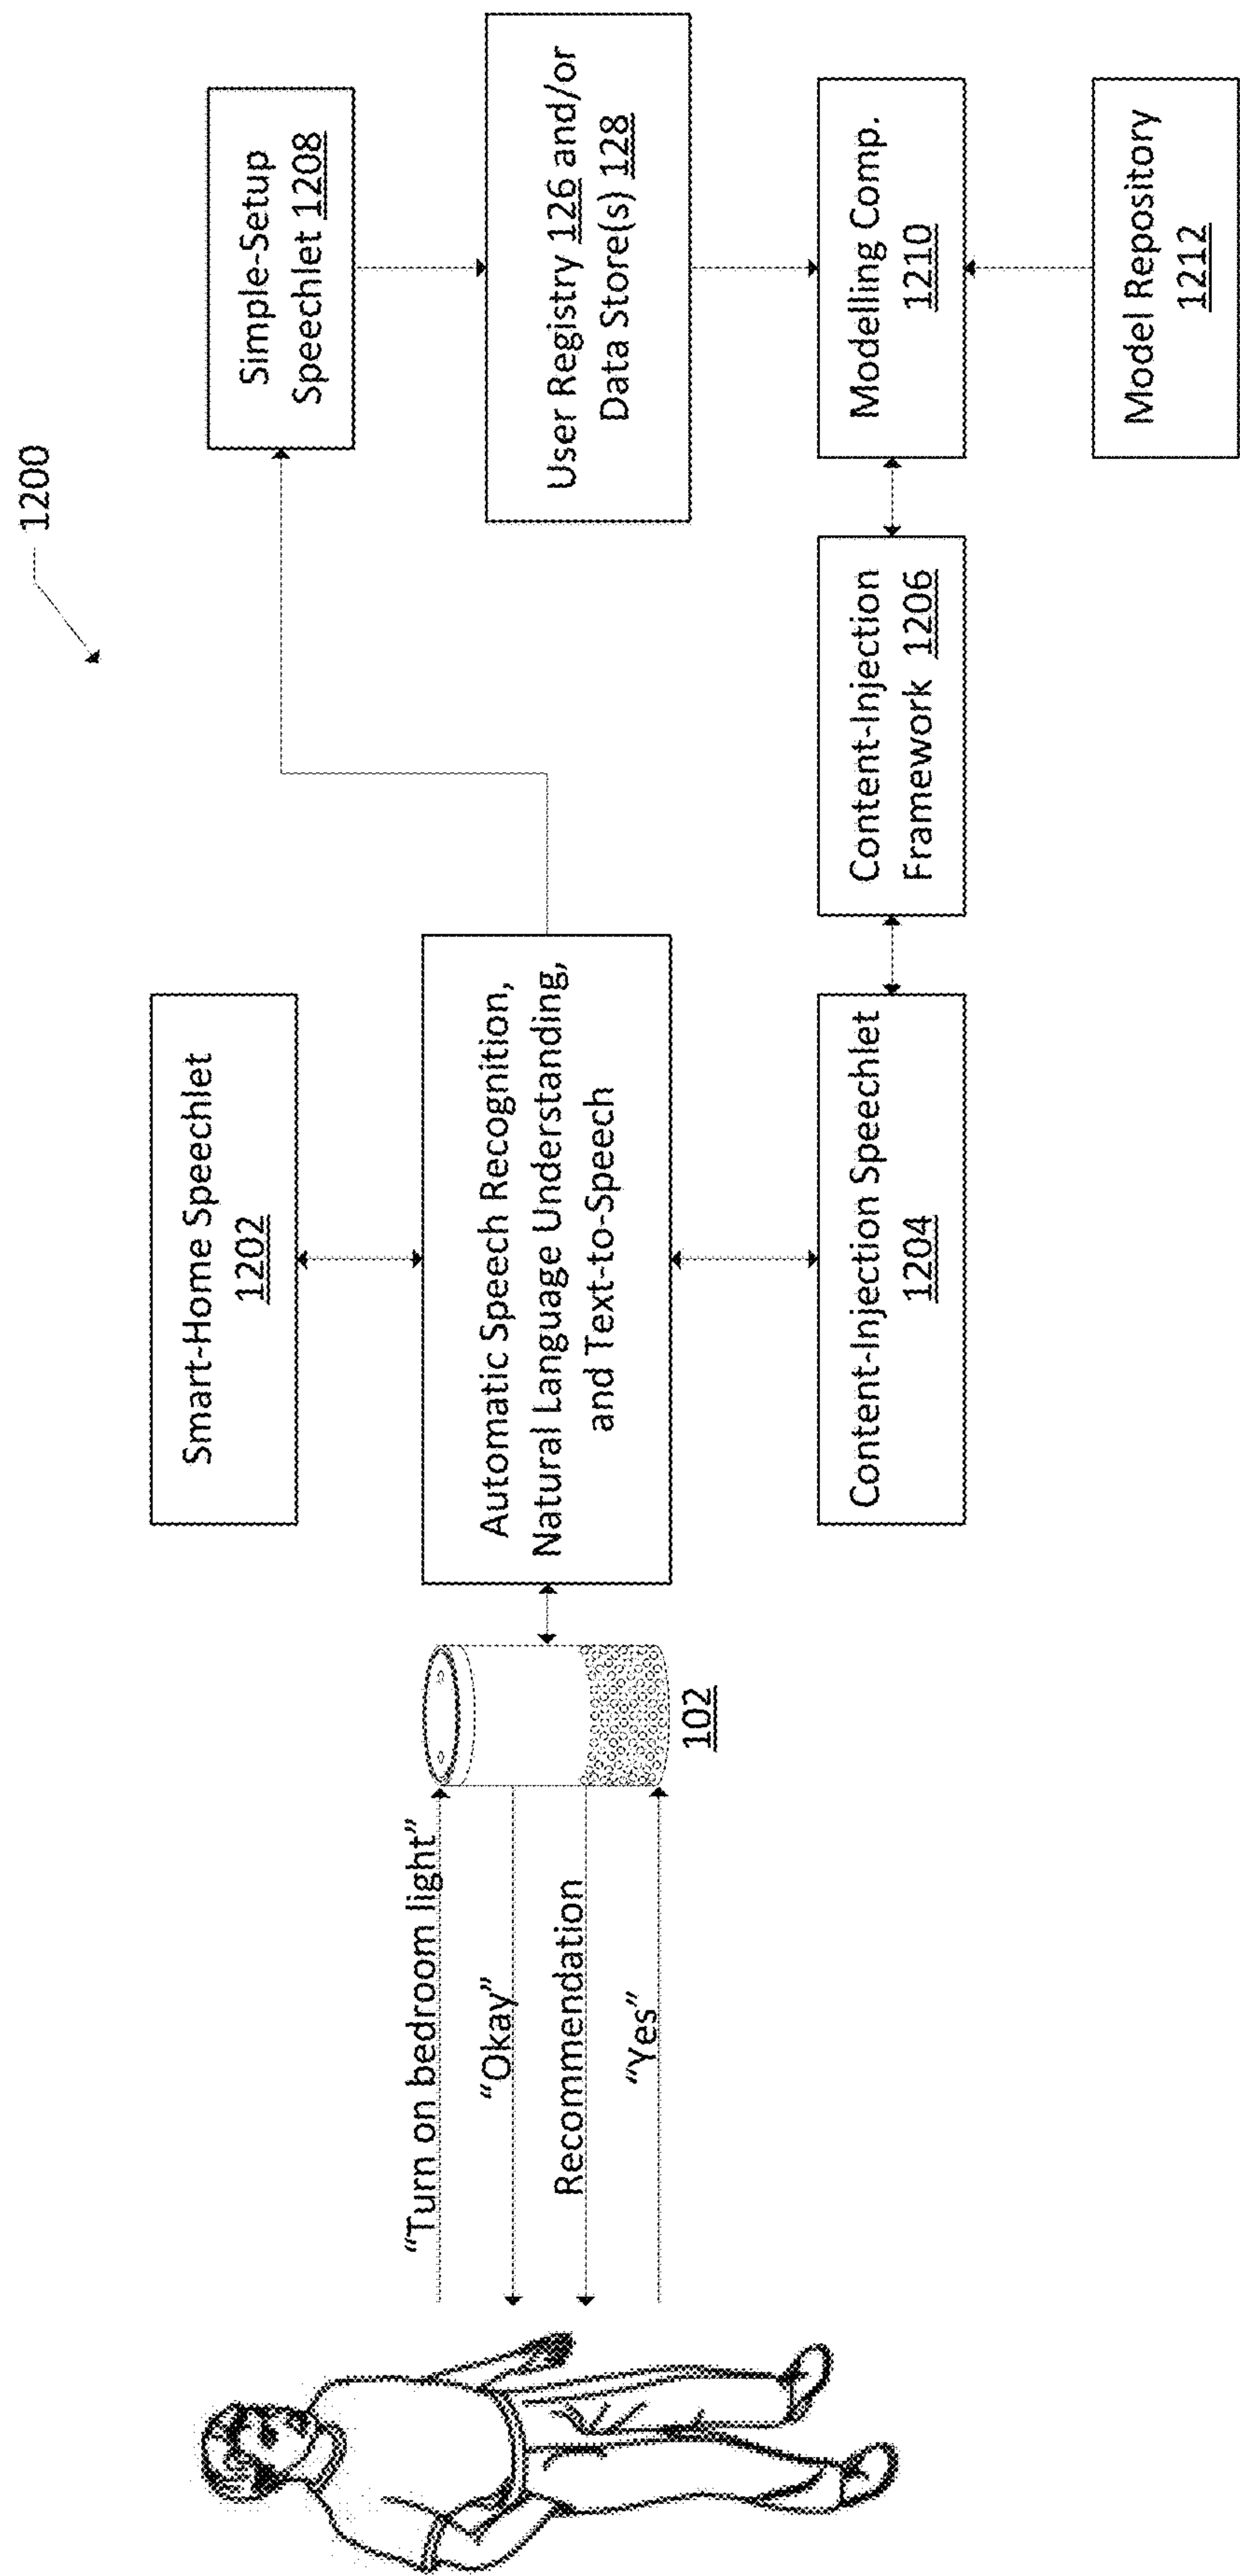 1200
Smart-Home Speechlet
1202
Simple-Setup
Speechlet 1208
"Turn on bedroom light"
"Okay"
Recommendation
"Yes"
102
Automatic Speech Recognition,
Natural Language Understanding,
and Text-to-Speech
User Registry 126 and/or
Data Store(s) 128
Content-Injection Speechlet
1204
Content-Injection
Framework 1206
Modelling Comp.
1210
Model Repository
1212